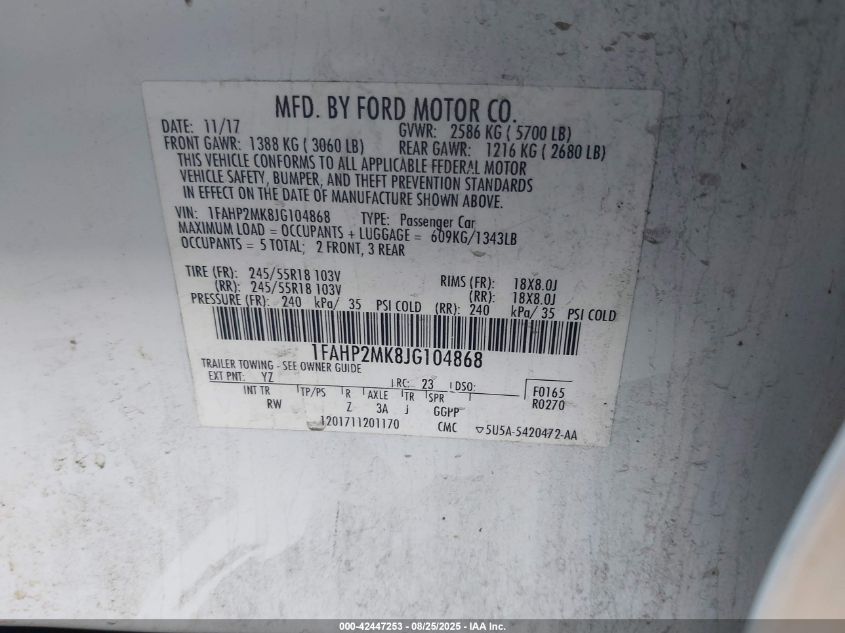 MFD. BY FORD MOTOR CO.
DATE: 11/17 GVWR: 2586 KG ( 5700 LB)
FRONT GAWR: 1388 KG ( 3060 LB) REAR GAWR: 1216 KG ( 2680 LB)
THIS VEHICLE CONFORMS TO ALL APPLICABLE FEDERAL MOTOR
VEHICLE SAFETY, BUMPER, AND THEFT PREVENTION STANDARDS
IN EFFECT ON THE DATE OF MANUFACTURE SHOWN ABOVE.
VIN: 1FAHP2MK8JG104868 TYPE: Passenger Car
MAXIMUM LOAD = OCCUPANTS + LUGGAGE = 609KG/1343LB
OCCUPANTS = 5 TOTAL; 2 FRONT, 3 REAR
TIRE (FR): 245/55R18 103V RIMS (FR): 18X8.0J
(RR): 245/55R18 103V (RR): 18X8.0J
PRESSURE (FR): 240 kPa/ 35 PSI COLD (RR): 240 kPa/ 35 PSI COLD
1FAHP2MK8JG104868
TRAILER TOWING - SEE OWNER GUIDE
EXT PNT: YZ RC: 23 DSO: F0165
INT TR TP/PS R AXLE TR SPR R0270
RW Z 3A J GGPP
1201711201170 CMC ▽5U5A-5420472-AA
000-42447253 - 08/25/2025 - IAA Inc.